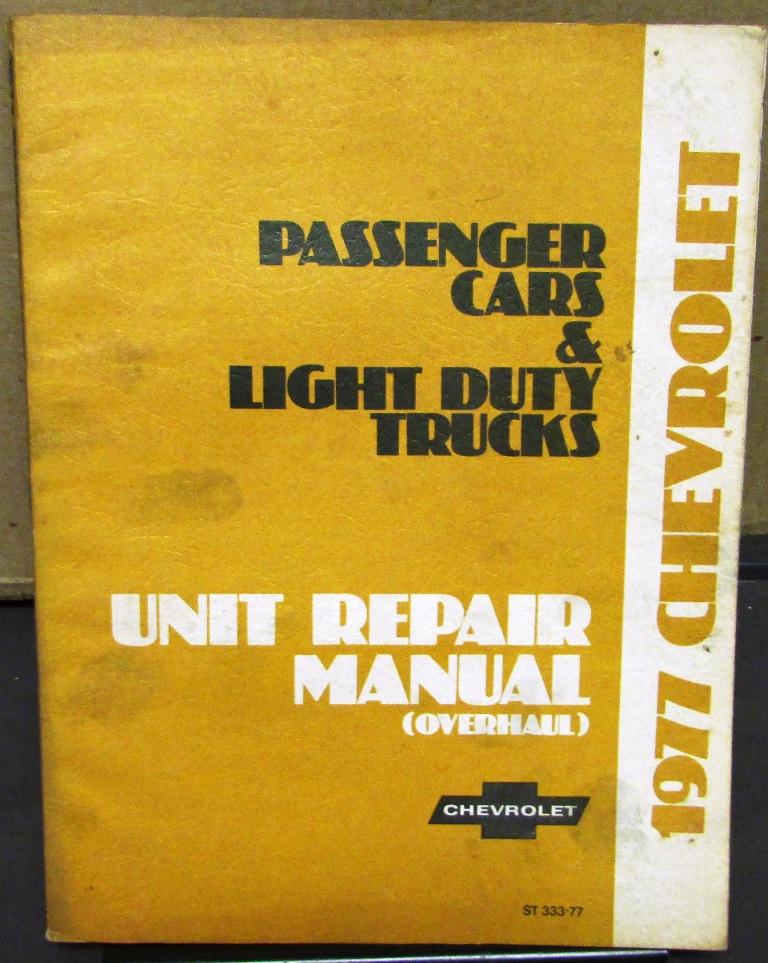 PASSENGER
CARS
&
LIGHT DUTY
TRUCKS
UNIT REPAIR
MANUAL
(OVERHAUL)
CHEVROLET
ST 333-77
1977 CHEVROLET